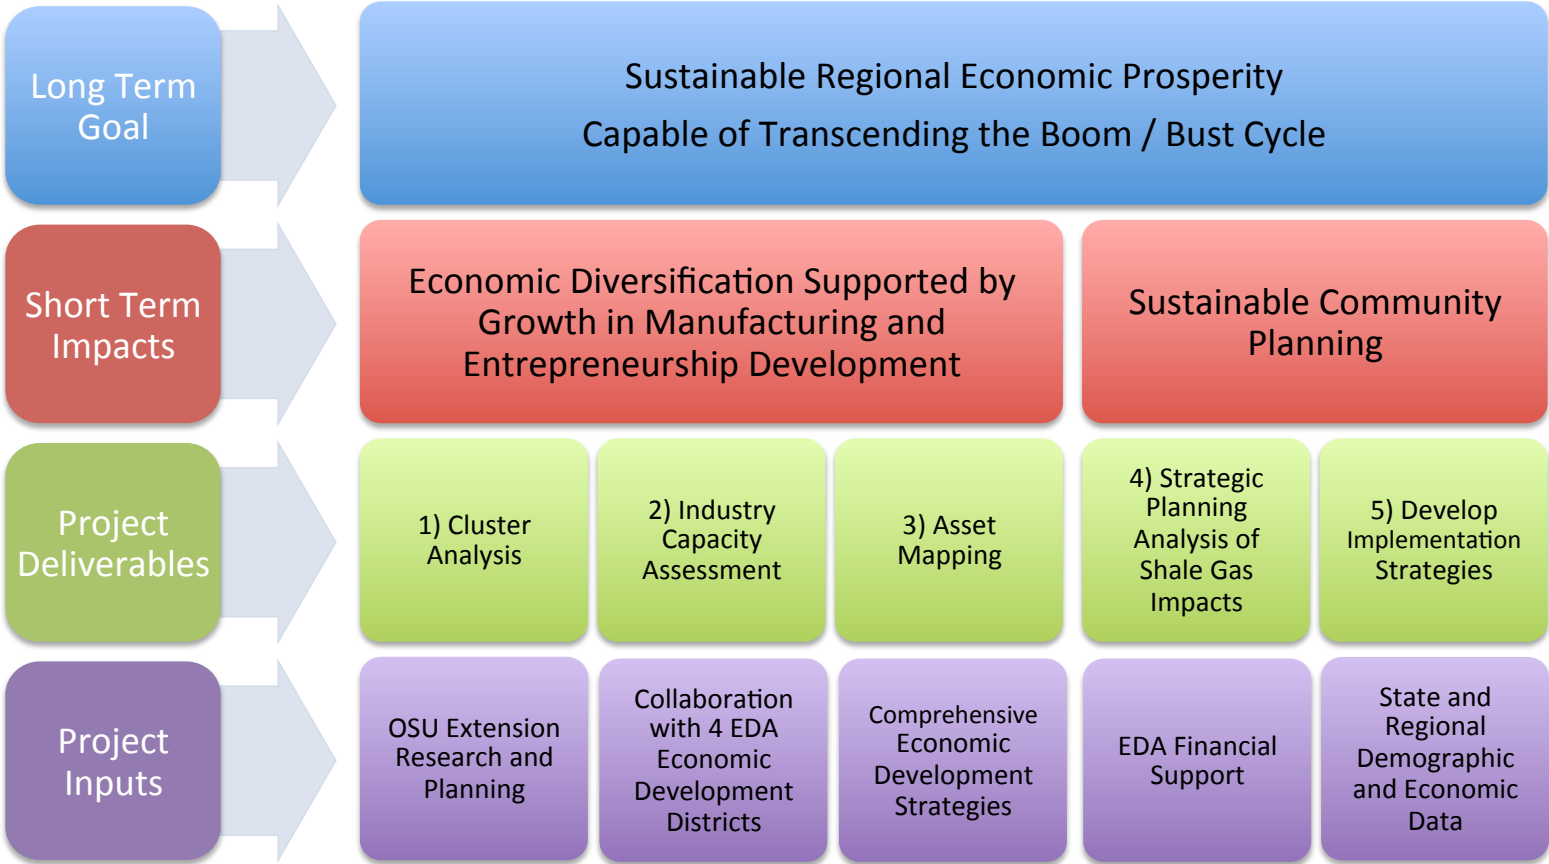 Long Term
Goal
Sustainable Regional Economic Prosperity
Capable of Transcending the Boom / Bust Cycle
Short Term
Impacts
Economic Diversification Supported by
Growth in Manufacturing and
Entrepreneurship Development
Sustainable Community
Planning
Project
Deliverables
1) Cluster
Analysis
2) Industry
Capacity
Assessment
3) Asset
Mapping
4) Strategic
Planning
Analysis of
Shale Gas
Impacts
5) Develop
Implementation
Strategies
Project
Inputs
OSU Extension
Research and
Planning
Collaboration
with 4 EDA
Economic
Development
Districts
Comprehensive
Economic
Development
Strategies
EDA Financial
Support
State and
Regional
Demographic
and Economic
Data